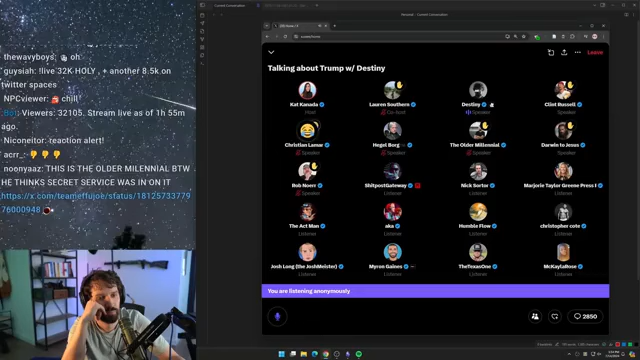 thewavyboys: oh
guysiah: !live 32K HOLY , + another 8.5k on
twitter spaces
NPCviewer: chill
Bot: Viewers: 32105. Stream live as of 1h 55m
ago.
Niconeitor: reaction alert!
acrr_:
noonyaaz: THIS IS THE OLDER MILENNIAL BTW
HE THINKS SECRET SERVICE WAS IN ON IT
https://x.com/teameffujoe/status/18125733779
76000948
Leave
Talking about Trump w/ Destiny
Kat Kanada
Host
Lauren Southern
Co-host
Destiny
Speaker
Clint Russell
Speaker
Christian Lamar
Speaker
Hegel Borg
Speaker
The Older Millennial
Speaker
Darwin to Jesus
Speaker
Rob Noerr
Speaker
ShitpostGateway
Listener
Nick Sortor
Listener
Marjorie Taylor Greene Press
Listener
The Act Man
Listener
aka
Listener
Humble Flow
Listener
christopher cote
Listener
Josh Long (the JoshMeister)
Listener
Myron Gaines
Listener
TheTexasOne
Listener
McKaylaRose
Listener
You are listening anonymously
2850